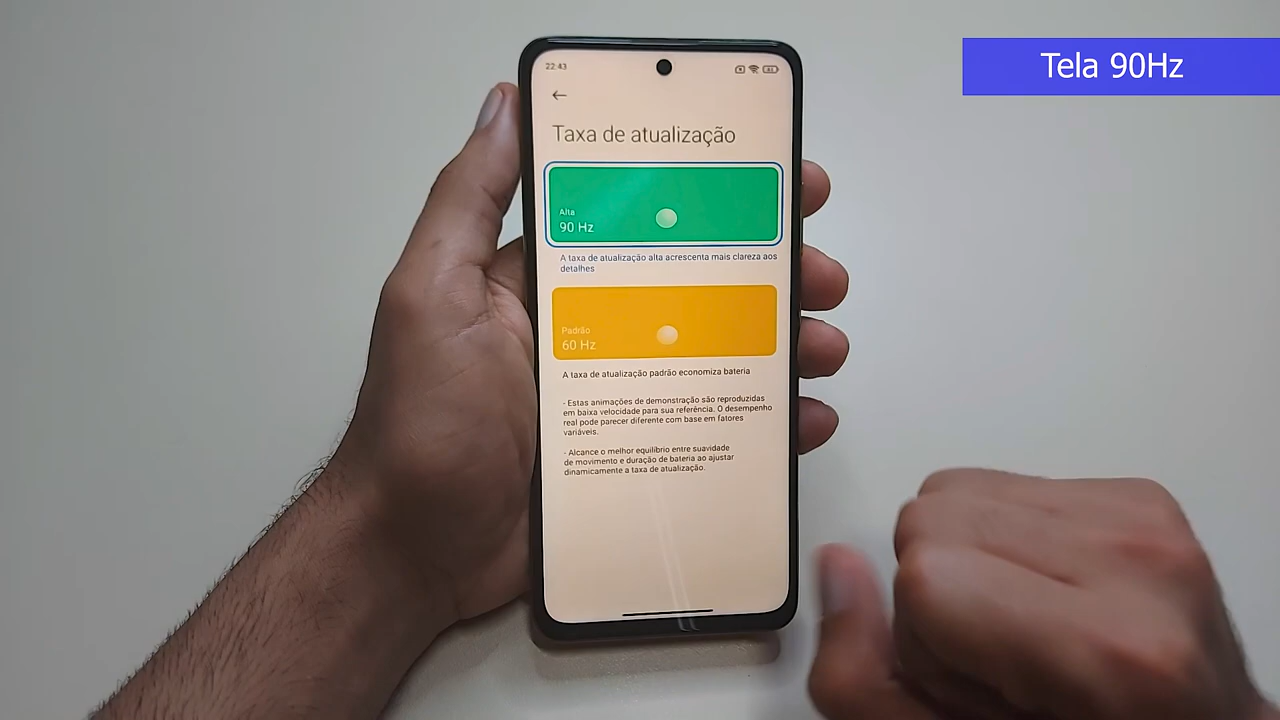 Tela 90Hz
22:43
Taxa de atualização
Alta
90 Hz
A taxa de atualização alta acrescenta mais clareza aos
detalhes
Padrão
60 Hz
A taxa de atualização padrão economiza bateria
- Estas animações de demonstração são reproduzidas
em baixa velocidade para sua referência. O desempenho
real pode parecer diferente com base em fatores
variáveis.
- Alcance o melhor equilíbrio entre suavidade
de movimento e duração de bateria ao ajustar
dinamicamente a taxa de atualização.